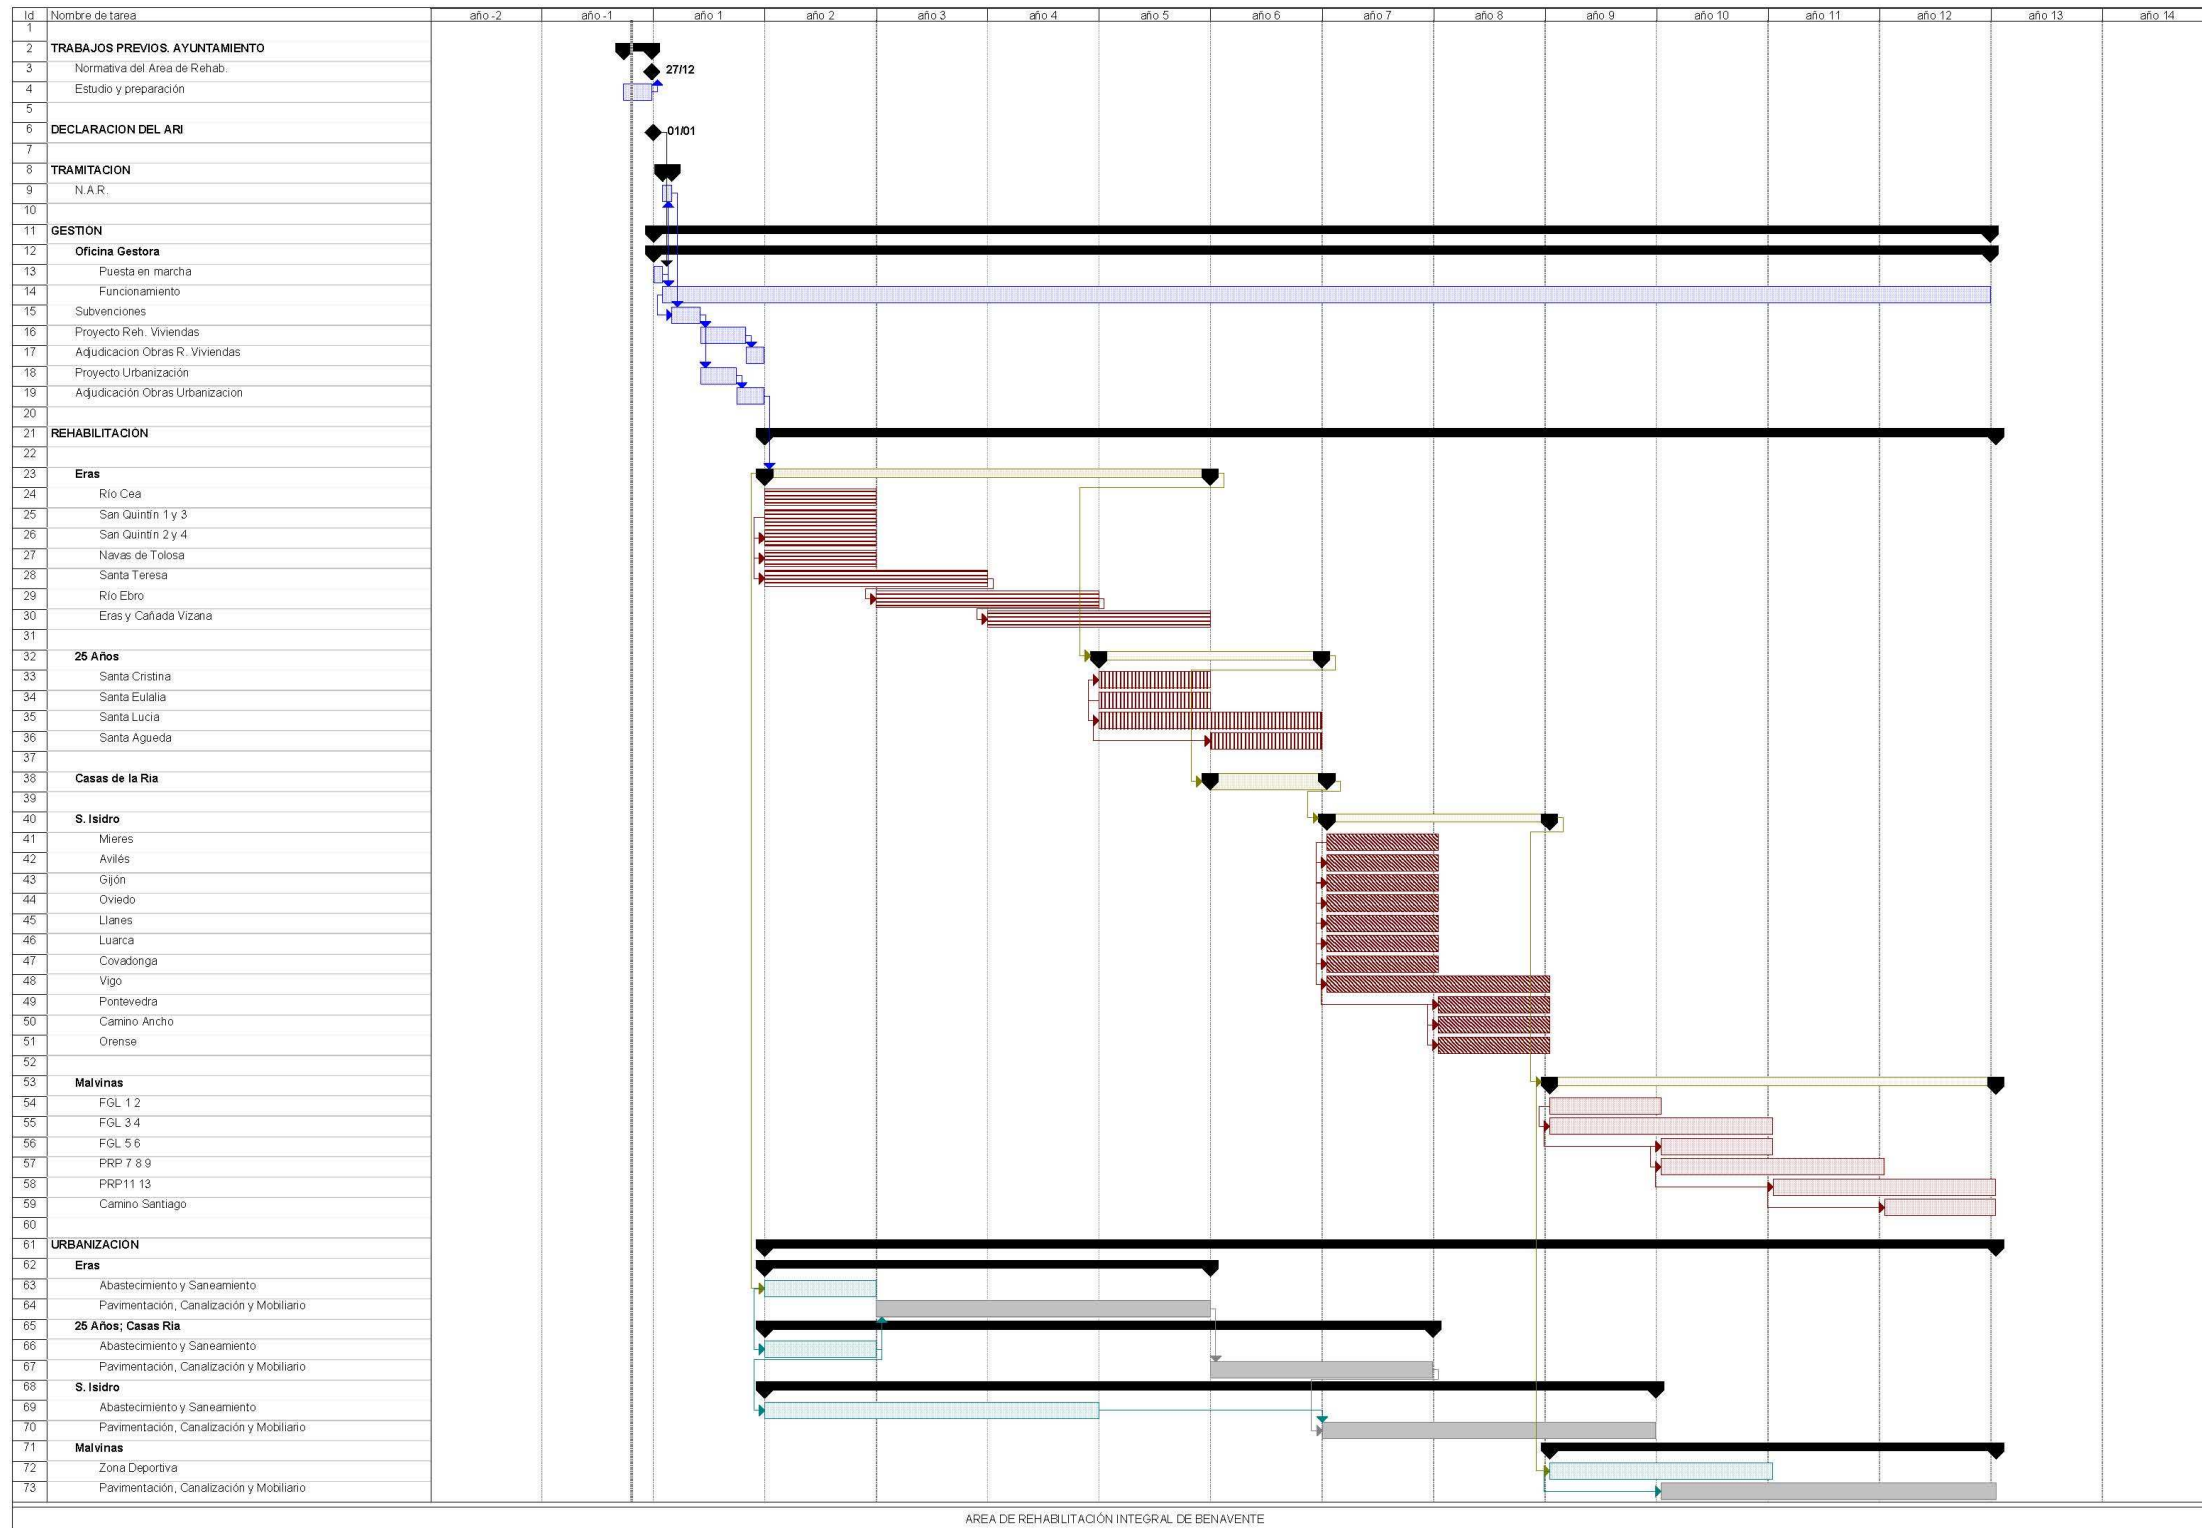 Id Nombre de tarea año -2 año -1 año 1 año 2 año 3 año 4 año 5 año 6 año 7 año 8 año 9 año 10 año 11 año 12 año 13 año 14
1
2 TRABAJOS PREVIOS. AYUNTAMIENTO
3 Normativa del Area de Rehab. 27/12
4 Estudio y preparación
5
6 DECLARACION DEL ARI 01/01
7
8 TRAMITACION
9 N.A.R.
10
11 GESTION
12 Oficina Gestora
13 Puesta en marcha
14 Funcionamiento
15 Subvenciones
16 Proyecto Reh. Viviendas
17 Adjudicacion Obras R. Viviendas
18 Proyecto Urbanización
19 Adjudicación Obras Urbanizacion
20
21 REHABILITACION
22
23 Eras
24 Río Cea
25 San Quintín 1 y 3
26 San Quintín 2 y 4
27 Navas de Tolosa
28 Santa Teresa
29 Río Ebro
30 Eras y Cañada Vizana
31
32 25 Años
33 Santa Cristina
34 Santa Eulalia
35 Santa Lucia
36 Santa Agueda
37
38 Casas de la Ria
39
40 S. Isidro
41 Mieres
42 Avilés
43 Gijón
44 Oviedo
45 Llanes
46 Luarca
47 Covadonga
48 Vigo
49 Pontevedra
50 Camino Ancho
51 Orense
52
53 Malvinas
54 FGL 1 2
55 FGL 3 4
56 FGL 5 6
57 PRP 7 8 9
58 PRP11 13
59 Camino Santiago
60
61 URBANIZACION
62 Eras
63 Abastecimiento y Saneamiento
64 Pavimentación, Canalización y Mobiliario
65 25 Años; Casas Ria
66 Abastecimiento y Saneamiento
67 Pavimentación, Canalización y Mobiliario
68 S. Isidro
69 Abastecimiento y Saneamiento
70 Pavimentación, Canalización y Mobiliario
71 Malvinas
72 Zona Deportiva
73 Pavimentación, Canalización y Mobiliario
AREA DE REHABILITACIÓN INTEGRAL DE BENAVENTE